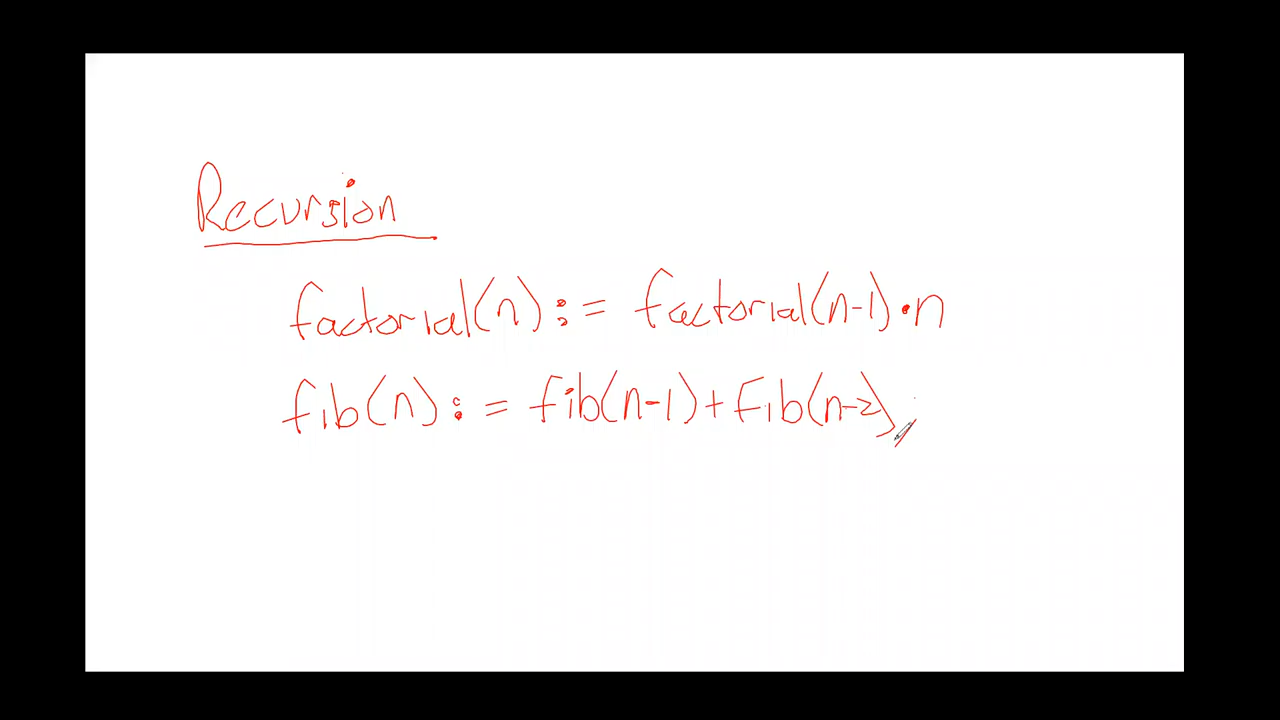 Recursion
factorial(n) := factorial(n-1)·n
fib(n) := fib(n-1)+Fib(n-2)